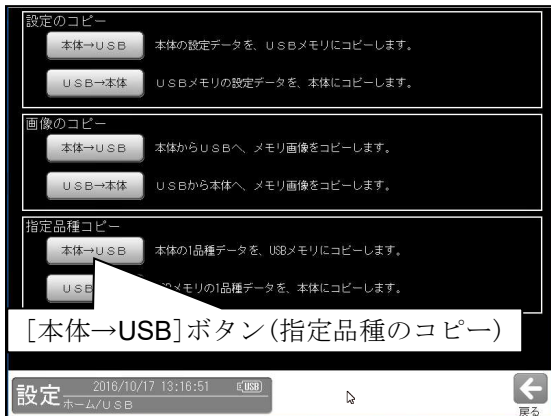 設定のコピー
本体→USB 本体の設定データを、USBメモリにコピーします。
USB→本体 USBメモリの設定データを、本体にコピーします。
画像のコピー
本体→USB 本体からUSBへ、メモリ画像をコピーします。
USB→本体 USBから本体へ、メモリ画像をコピーします。
指定品種コピー
本体→USB 本体の1品種データを、USBメモリにコピーします。
USB メモリの1品種データを、本体にコピーします。
[本体→USB]ボタン(指定品種のコピー)
設定 2016/10/17 13:16:51 USB
ホーム/USB
戻る